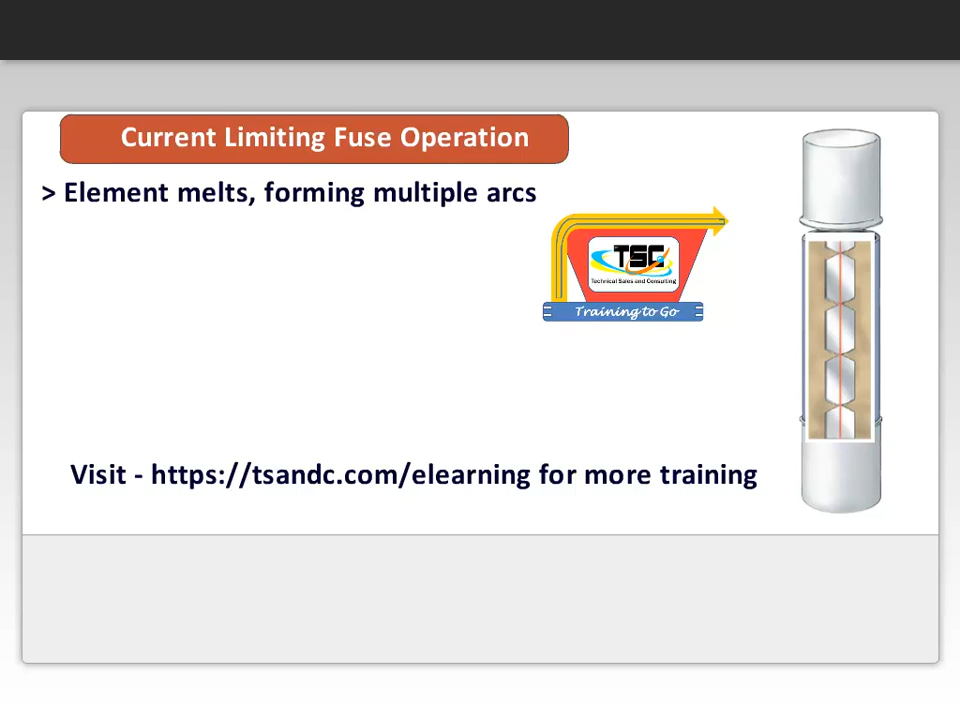 Current Limiting Fuse Operation
> Element melts, forming multiple arcs
TSC
Technical Sales and Consulting
Training to Go
Visit - https://tsandc.com/elearning for more training